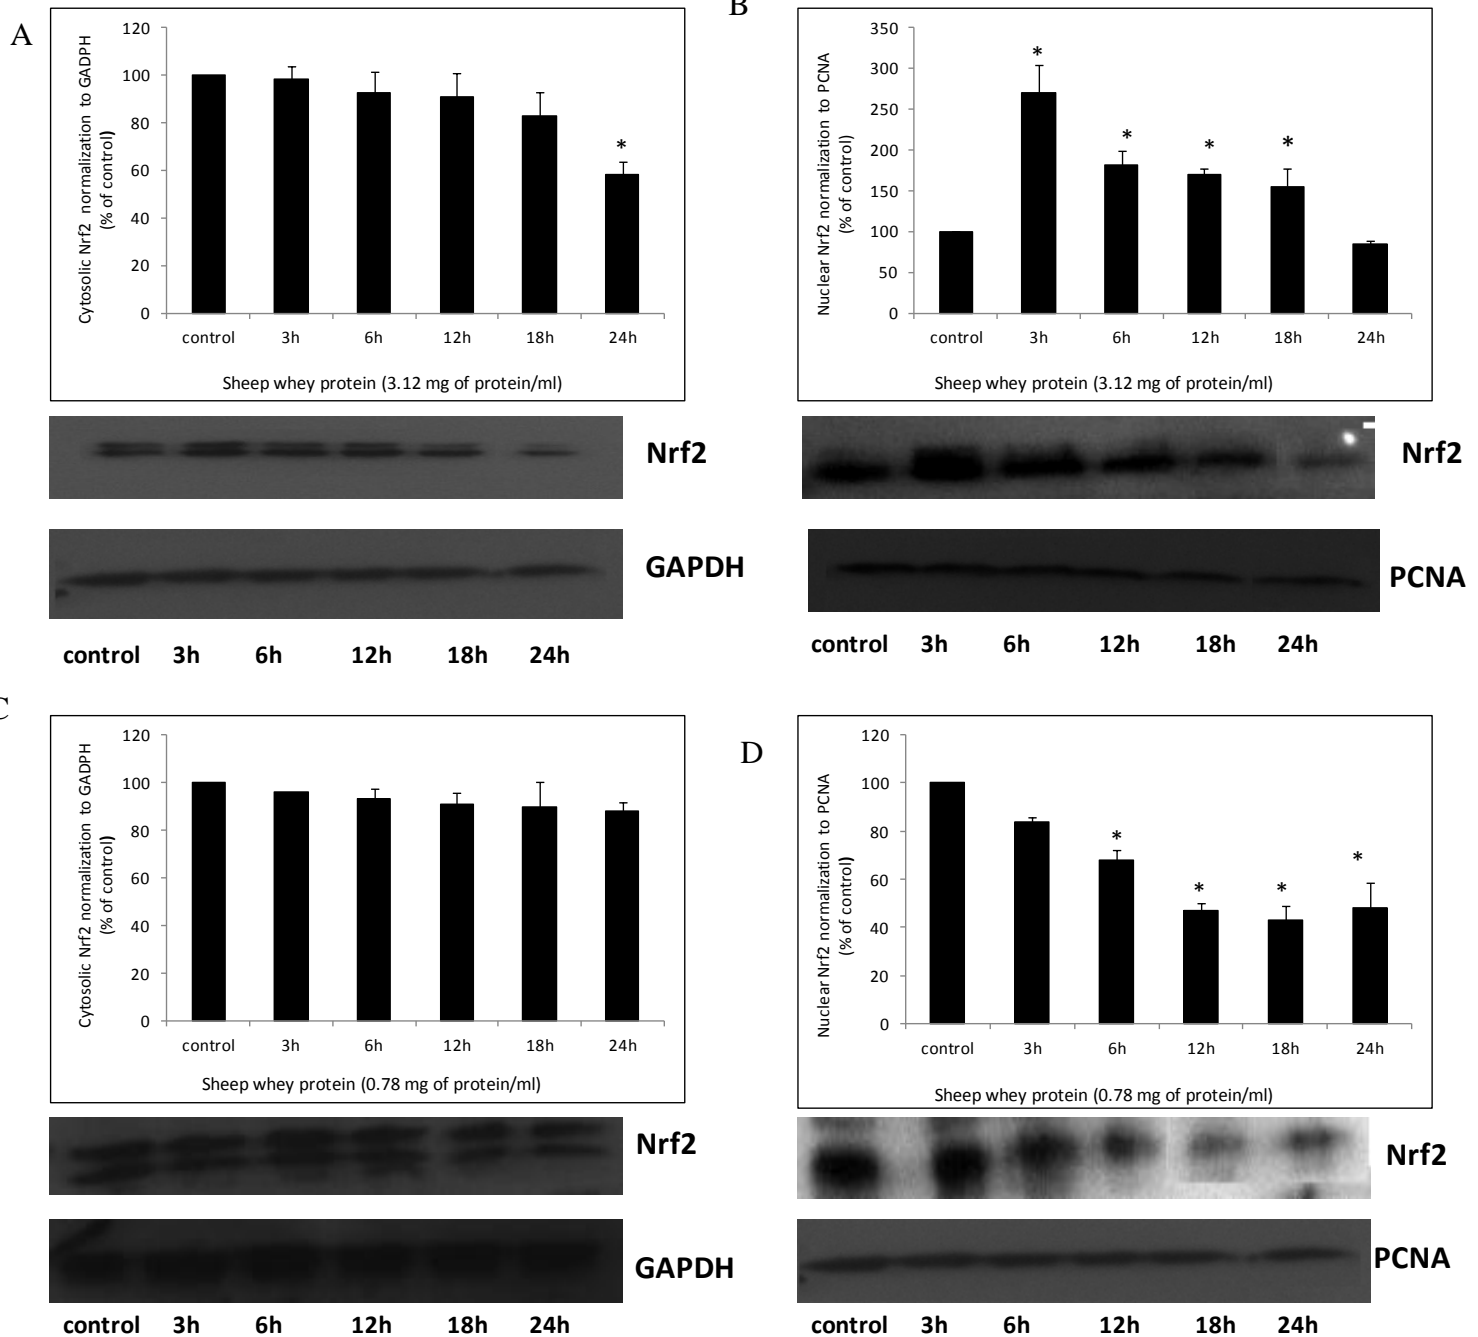 A
120
100
80
60
40
20
0
Cytosolic Nrf2 normalization to GADPH
(% of control)
*
control 3h 6h 12h 18h 24h
Sheep whey protein (3.12 mg of protein/ml)
Nrf2
GAPDH
control 3h 6h 12h 18h 24h
B
350
300
250
200
150
100
50
0
Nuclear Nrf2 normalization to PCNA
(% of control)
* * * *
control 3h 6h 12h 18h 24h
Sheep whey protein (3.12 mg of protein/ml)
Nrf2
PCNA
control 3h 6h 12h 18h 24h
C
120
100
80
60
40
20
0
Cytosolic Nrf2 normalization to GADPH
(% of control)
control 3h 6h 12h 18h 24h
Sheep whey protein (0.78 mg of protein/ml)
Nrf2
GAPDH
control 3h 6h 12h 18h 24h
D
120
100
80
60
40
20
0
Nuclear Nrf2 normalization to PCNA
(% of control)
* * * *
control 3h 6h 12h 18h 24h
Sheep whey protein (0.78 mg of protein/ml)
Nrf2
PCNA
control 3h 6h 12h 18h 24h